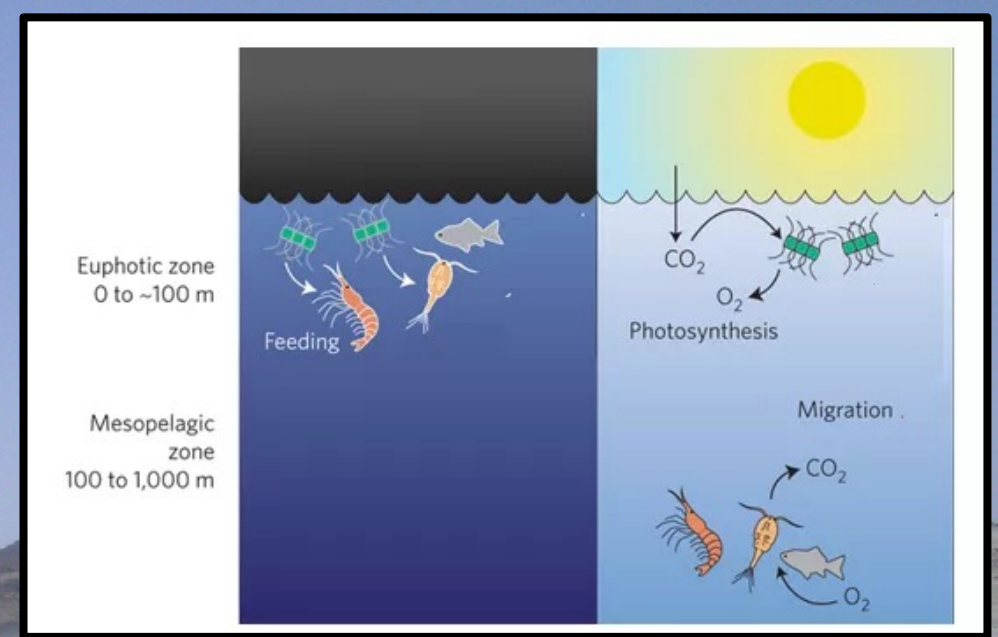 Euphotic zone
0 to ~100 m
Mesopelagic
zone
100 to 1,000 m
Feeding
CO2
O2
Photosynthesis
Migration
CO2
O2